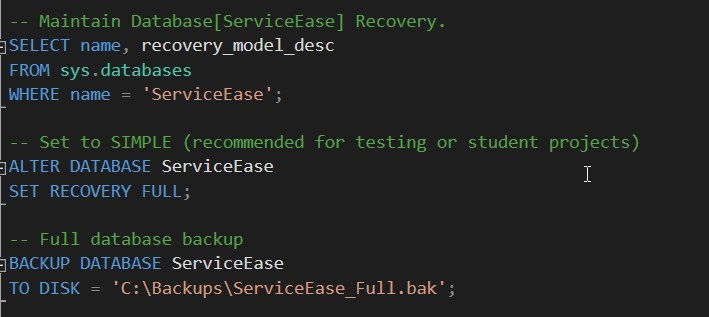 -- Maintain Database[ServiceEase] Recovery.
SELECT name, recovery_model_desc
FROM sys.databases
WHERE name = 'ServiceEase';
-- Set to SIMPLE (recommended for testing or student projects)
ALTER DATABASE ServiceEase
SET RECOVERY FULL;
-- Full database backup
BACKUP DATABASE ServiceEase
TO DISK = 'C:\Backups\ServiceEase_Full.bak';